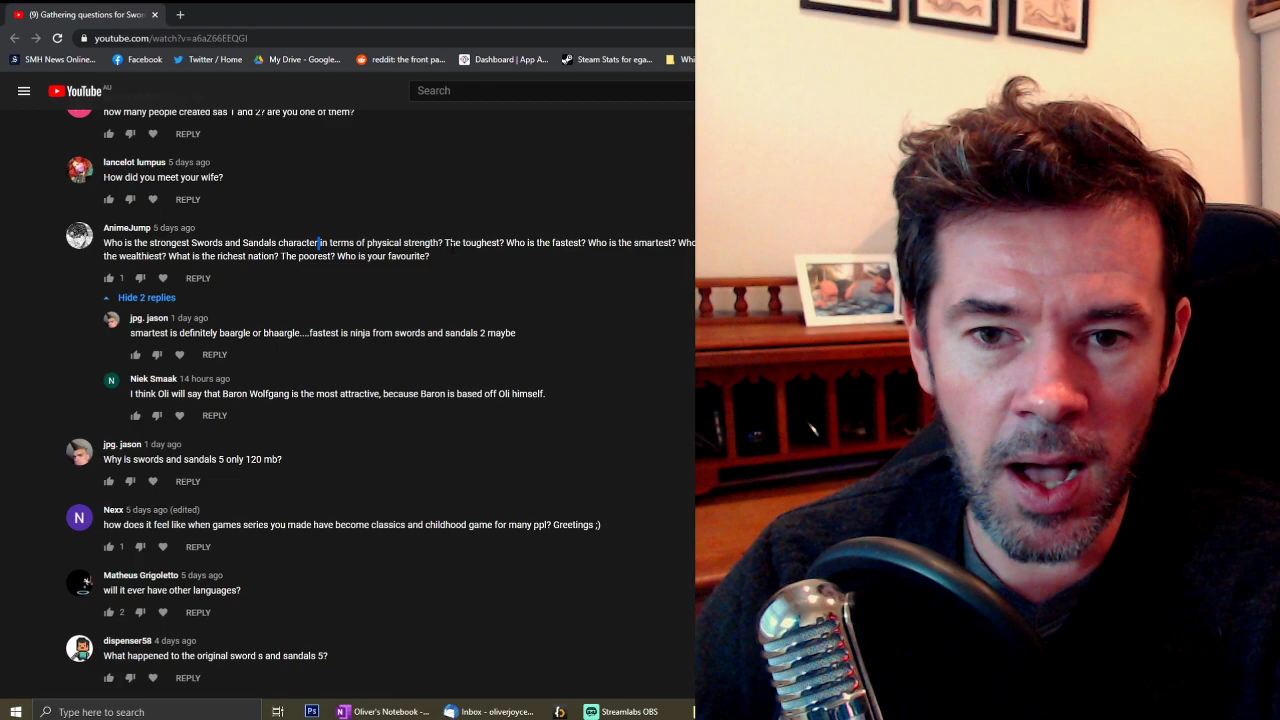 (9) Gathering questions for Swor
youtube.com/watch?v=a6aZ66EEQGI
SMH News Online...
Facebook
Twitter / Home
My Drive - Google...
reddit: the front pa...
Dashboard | App A...
Steam Stats for ega...
Whi
YouTube AU
Search
how many people created sas 1 and 2? are you one of them?
REPLY
lancelot lumpus 5 days ago
How did you meet your wife?
REPLY
AnimeJump 5 days ago
Who is the strongest Swords and Sandals character in terms of physical strength? The toughest? Who is the fastest? Who is the smartest? Who
the wealthiest? What is the richest nation? The poorest? Who is your favourite?
1 REPLY
Hide 2 replies
jpg. jason 1 day ago
smartest is definitely baargle or bhaargle....fastest is ninja from swords and sandals 2 maybe
REPLY
N Niek Smaak 14 hours ago
I think Oli will say that Baron Wolfgang is the most attractive, because Baron is based off Oli himself.
REPLY
jpg. jason 1 day ago
Why is swords and sandals 5 only 120 mb?
REPLY
N Nexx 5 days ago (edited)
how does it feel like when games series you made have become classics and childhood game for many ppl? Greetings ;)
1 REPLY
Matheus Grigoletto 5 days ago
will it ever have other languages?
2 REPLY
dispenser58 4 days ago
What happened to the original sword s and sandals 5?
REPLY
Type here to search
Ps
N Oliver's Notebook -...
Inbox - oliverjoyce...
Streamlabs OBS